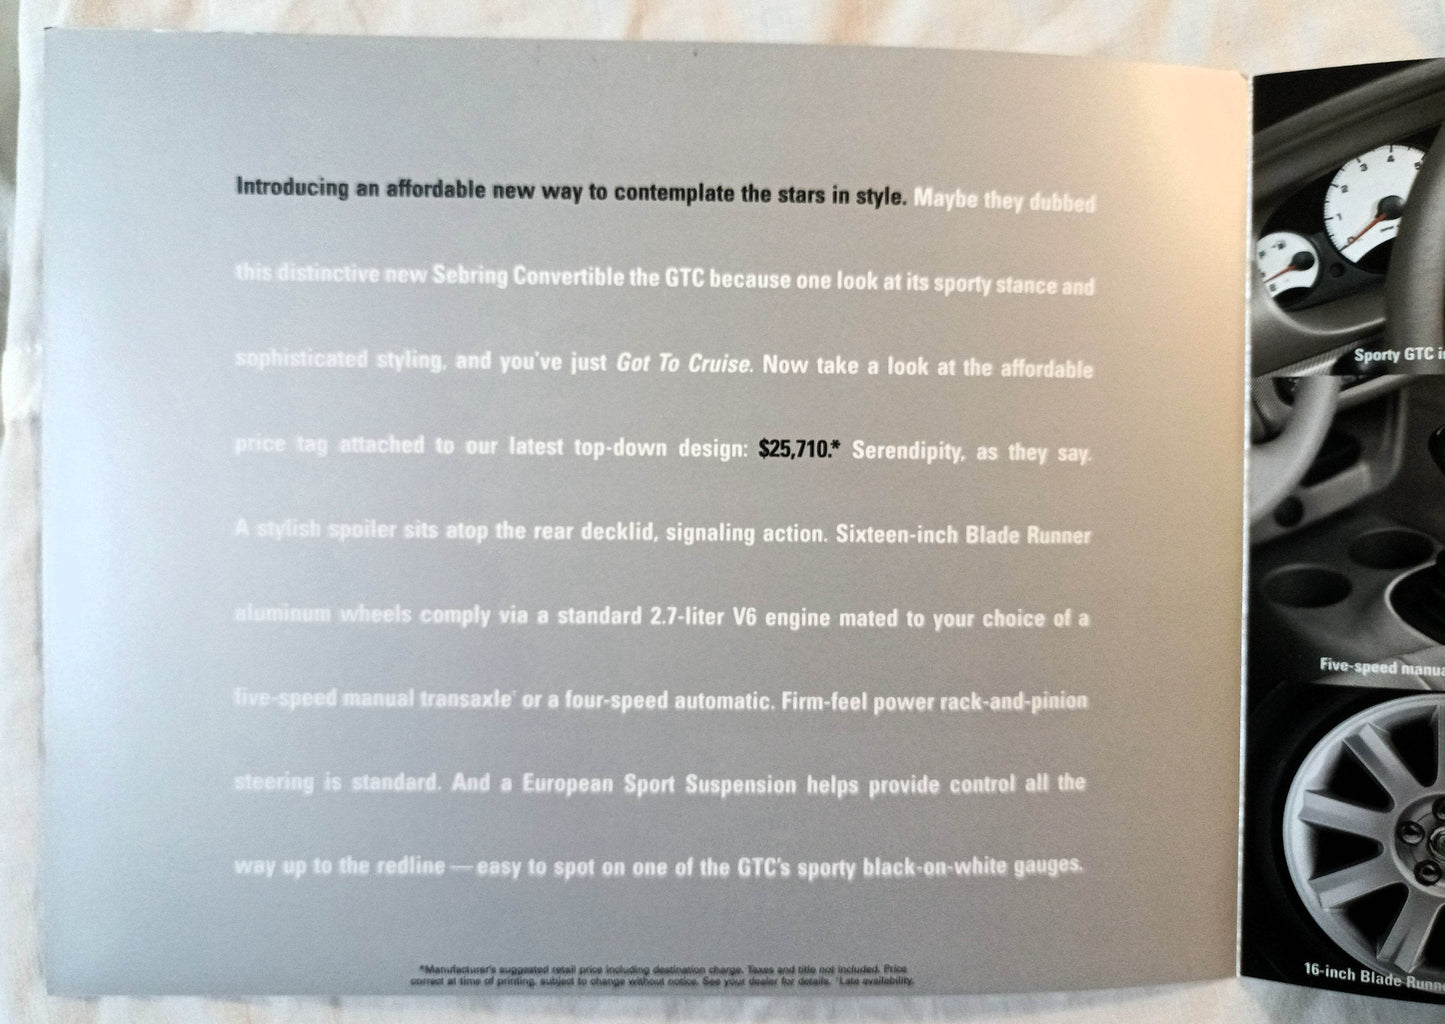 Introducing an affordable new way to contemplate the stars in style. Maybe they dubbed
this distinctive new Sebring Convertible the GTC because one look at its sporty stance and
sophisticated styling, and you've just Got To Cruise. Now take a look at the affordable
price tag attached to our latest top-down design: $25,710.* Serendipity, as they say.
A stylish spoiler sits atop the rear decklid, signaling action. Sixteen-inch Blade Runner
aluminum wheels comply via a standard 2.7-liter V6 engine mated to your choice of a
five-speed manual transaxle† or a four-speed automatic. Firm-feel power rack-and-pinion
steering is standard. And a European Sport Suspension helps provide control all the
way up to the redline — easy to spot on one of the GTC's sporty black-on-white gauges.
*Manufacturer's suggested retail price including destination charge. Taxes and title not included. Price
correct at time of printing, subject to change without notice. See your dealer for details. †Late availability.
Sporty GTC
Five-speed
16-inch Blade